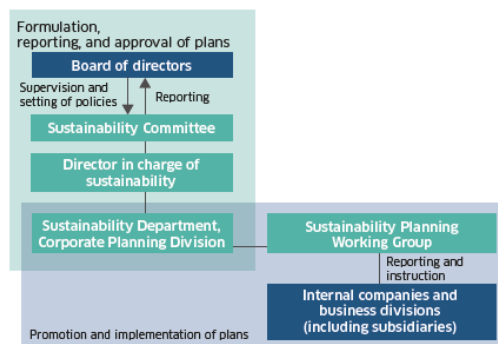 Formulation,
reporting, and approval of plans
Board of directors
Supervision and
setting of policies
Reporting
Sustainability Committee
Director in charge of
sustainability
Sustainability Department,
Corporate Planning Division
Sustainability Planning
Working Group
Reporting and
instruction
Internal companies and
business divisions
(including subsidiaries)
Promotion and implementation of plans